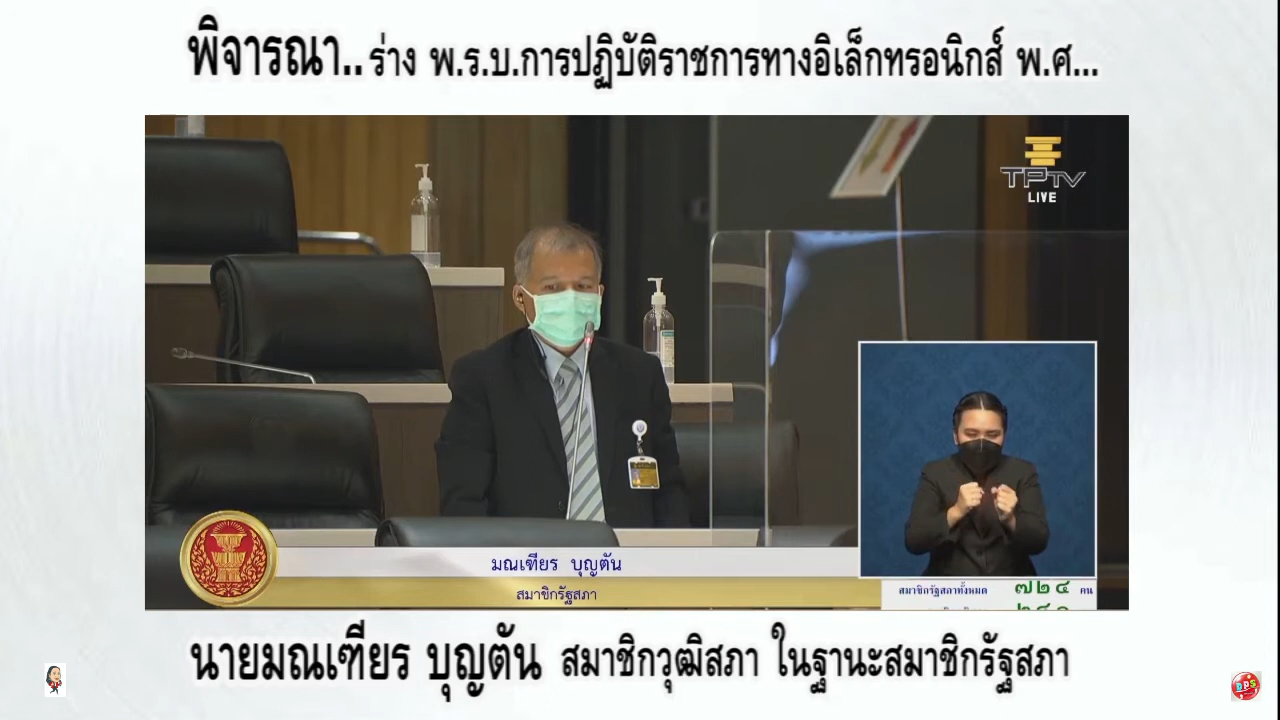 พิจารณา.. ร่าง พ.ร.บ.การปฏิบัติราชการทางอิเล็กทรอนิกส์ พ.ศ...
TPTV
LIVE
มณเฑียร บุญตัน
สมาชิกรัฐสภา
สมาชิกรัฐสภาทั้งหมด ๗๒๔ คน
นายมณเฑียร บุญตัน สมาชิกวุฒิสภา ในฐานะสมาชิกรัฐสภา
DPS